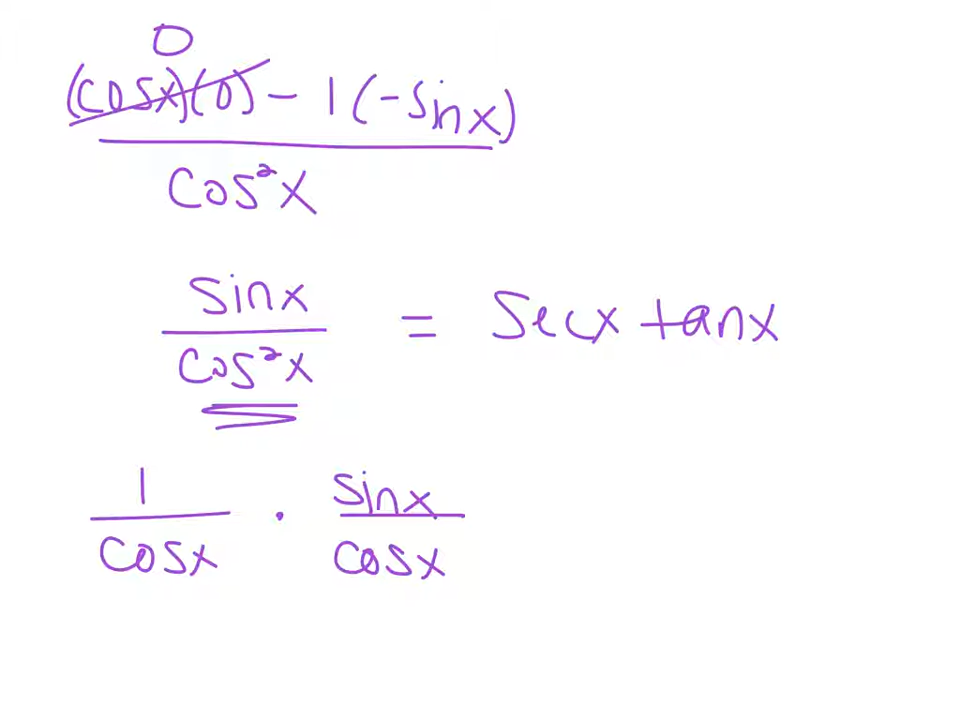 0
(cosx)(0) - 1(-sinx)
cos²x
sinx
cos²x
= secx tanx
1/cosx · sinx/cosx